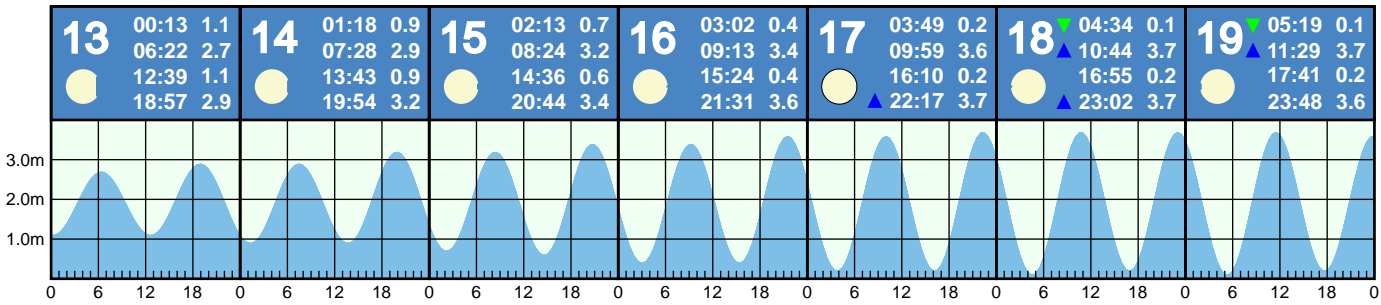 13
00:13 1.1
06:22 2.7
12:39 1.1
18:57 2.9
14
01:18 0.9
07:28 2.9
13:43 0.9
19:54 3.2
15
02:13 0.7
08:24 3.2
14:36 0.6
20:44 3.4
16
03:02 0.4
09:13 3.4
15:24 0.4
21:31 3.6
17
03:49 0.2
09:59 3.6
16:10 0.2
▲ 22:17 3.7
18
▼ 04:34 0.1
▲ 10:44 3.7
16:55 0.2
▲ 23:02 3.7
19
▼ 05:19 0.1
▲ 11:29 3.7
17:41 0.2
23:48 3.6
3.0m
2.0m
1.0m
0 6 12 18 0 6 12 18 0 6 12 18 0 6 12 18 0 6 12 18 0 6 12 18 0 6 12 18 0